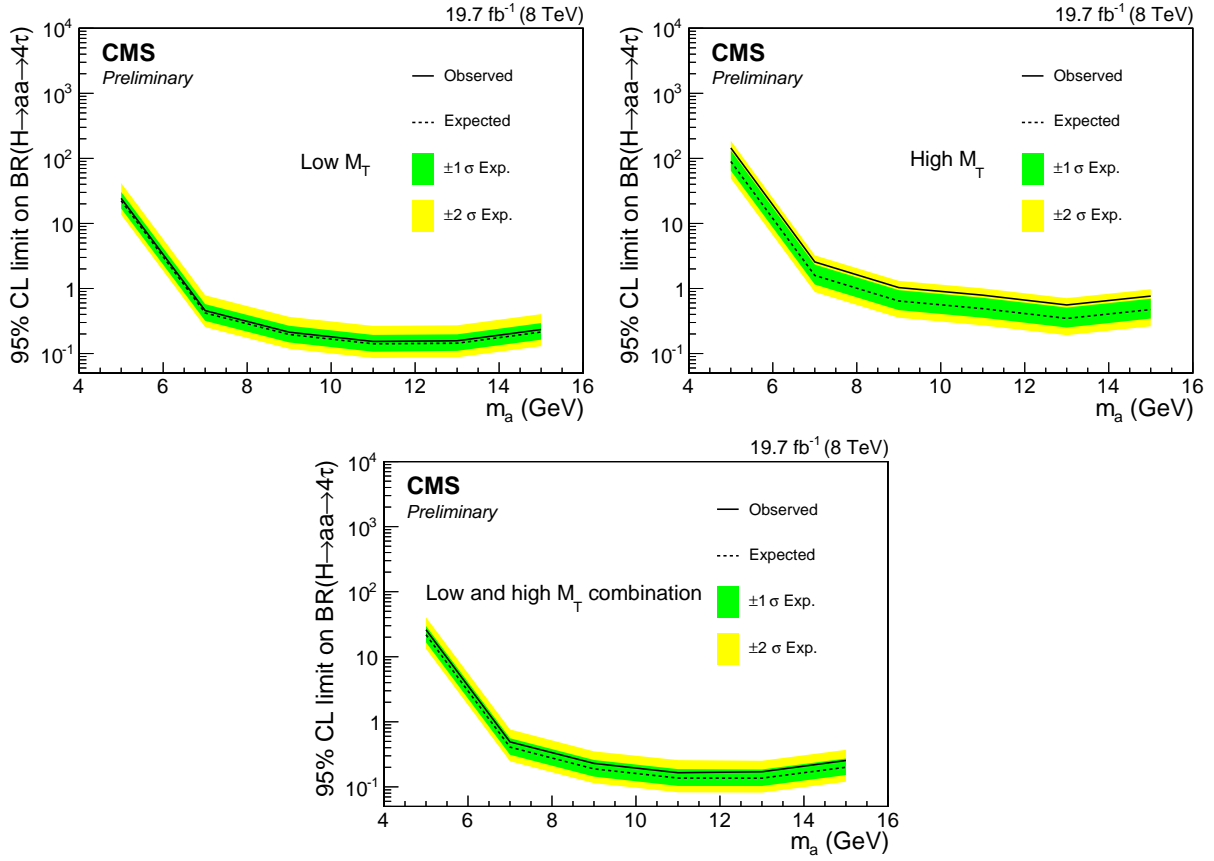 19.7 fb⁻¹ (8 TeV)
95% CL limit on BR(H→aa→4τ)
10⁴
10³
10²
10
1
10⁻¹
CMS
Preliminary
Observed
Expected
±1 σ Exp.
±2 σ Exp.
Low M_T
4 6 8 10 12 14 16
m_a (GeV)
19.7 fb⁻¹ (8 TeV)
95% CL limit on BR(H→aa→4τ)
10⁴
10³
10²
10
1
10⁻¹
CMS
Preliminary
Observed
Expected
±1 σ Exp.
±2 σ Exp.
High M_T
4 6 8 10 12 14 16
m_a (GeV)
19.7 fb⁻¹ (8 TeV)
95% CL limit on BR(H→aa→4τ)
10⁴
10³
10²
10
1
10⁻¹
CMS
Preliminary
Observed
Expected
±1 σ Exp.
±2 σ Exp.
Low and high M_T combination
4 6 8 10 12 14 16
m_a (GeV)